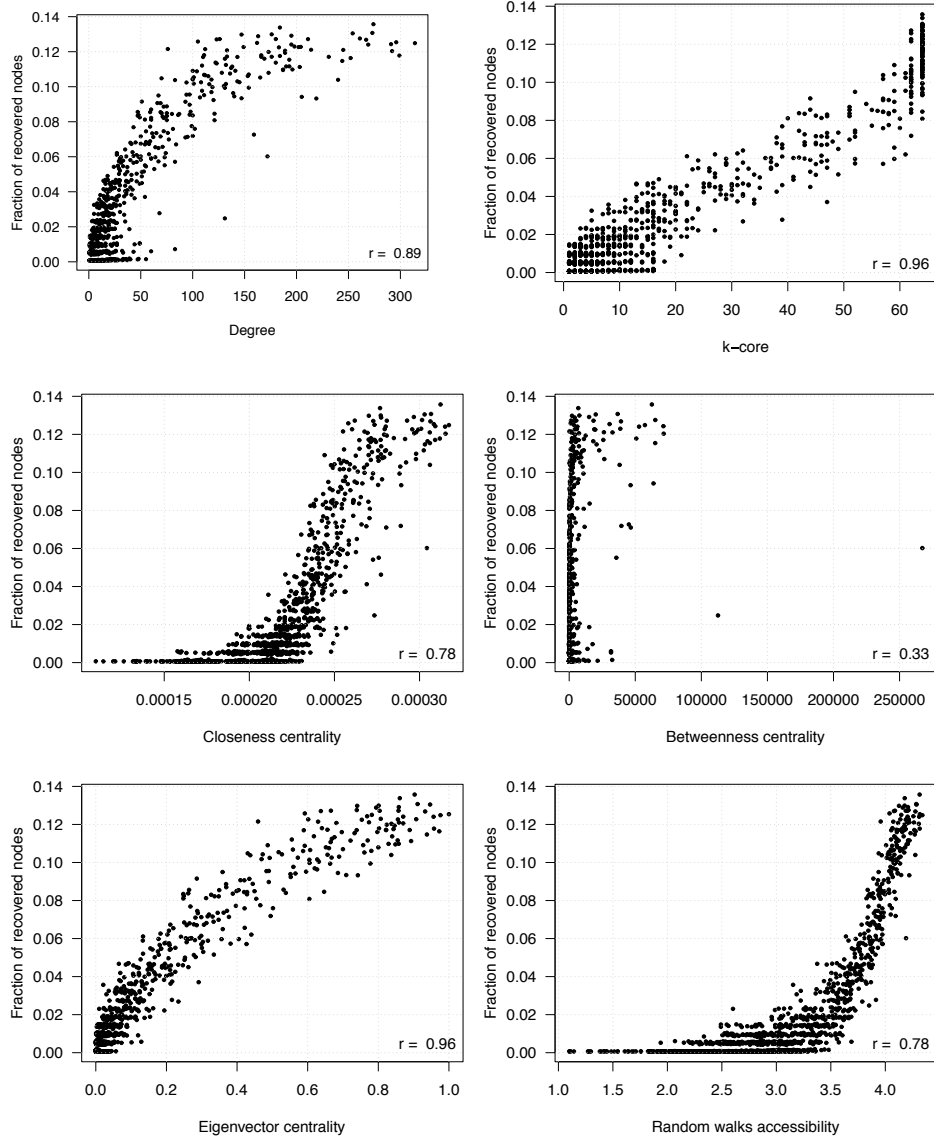 0.14
0.12
0.10
0.08
0.06
0.04
0.02
0.00
Fraction of recovered nodes
r = 0.89
0 50 100 150 200 250 300
Degree
0.14
0.12
0.10
0.08
0.06
0.04
0.02
0.00
Fraction of recovered nodes
r = 0.96
0 10 20 30 40 50 60
k−core
0.14
0.12
0.10
0.08
0.06
0.04
0.02
0.00
Fraction of recovered nodes
r = 0.78
0.00015 0.00020 0.00025 0.00030
Closeness centrality
0.14
0.12
0.10
0.08
0.06
0.04
0.02
0.00
Fraction of recovered nodes
r = 0.33
0 50000 100000 150000 200000 250000
Betweenness centrality
0.14
0.12
0.10
0.08
0.06
0.04
0.02
0.00
Fraction of recovered nodes
r = 0.96
0.0 0.2 0.4 0.6 0.8 1.0
Eigenvector centrality
0.14
0.12
0.10
0.08
0.06
0.04
0.02
0.00
Fraction of recovered nodes
r = 0.78
1.0 1.5 2.0 2.5 3.0 3.5 4.0
Random walks accessibility